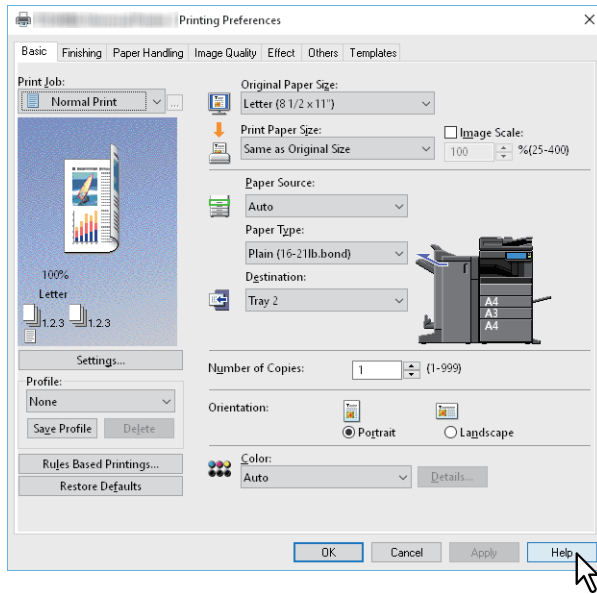 Printing Preferences
Basic Finishing Paper Handling Image Quality Effect Others Templates
Print Job:
Normal Print
...
100%
Letter
1.2.3 1.2.3
Settings...
Profile:
None
Save Profile Delete
Rules Based Printings...
Restore Defaults
Original Paper Size:
Letter (8 1/2 x 11")
Print Paper Size:
Same as Original Size
Image Scale:
100 %(25-400)
Paper Source:
Auto
Paper Type:
Plain (16-21lb.bond)
Destination:
Tray 2
A4
A3
A4
Number of Copies: 1 (1-999)
Orientation:
Portrait Landscape
Color:
Auto Details...
OK Cancel Apply Help